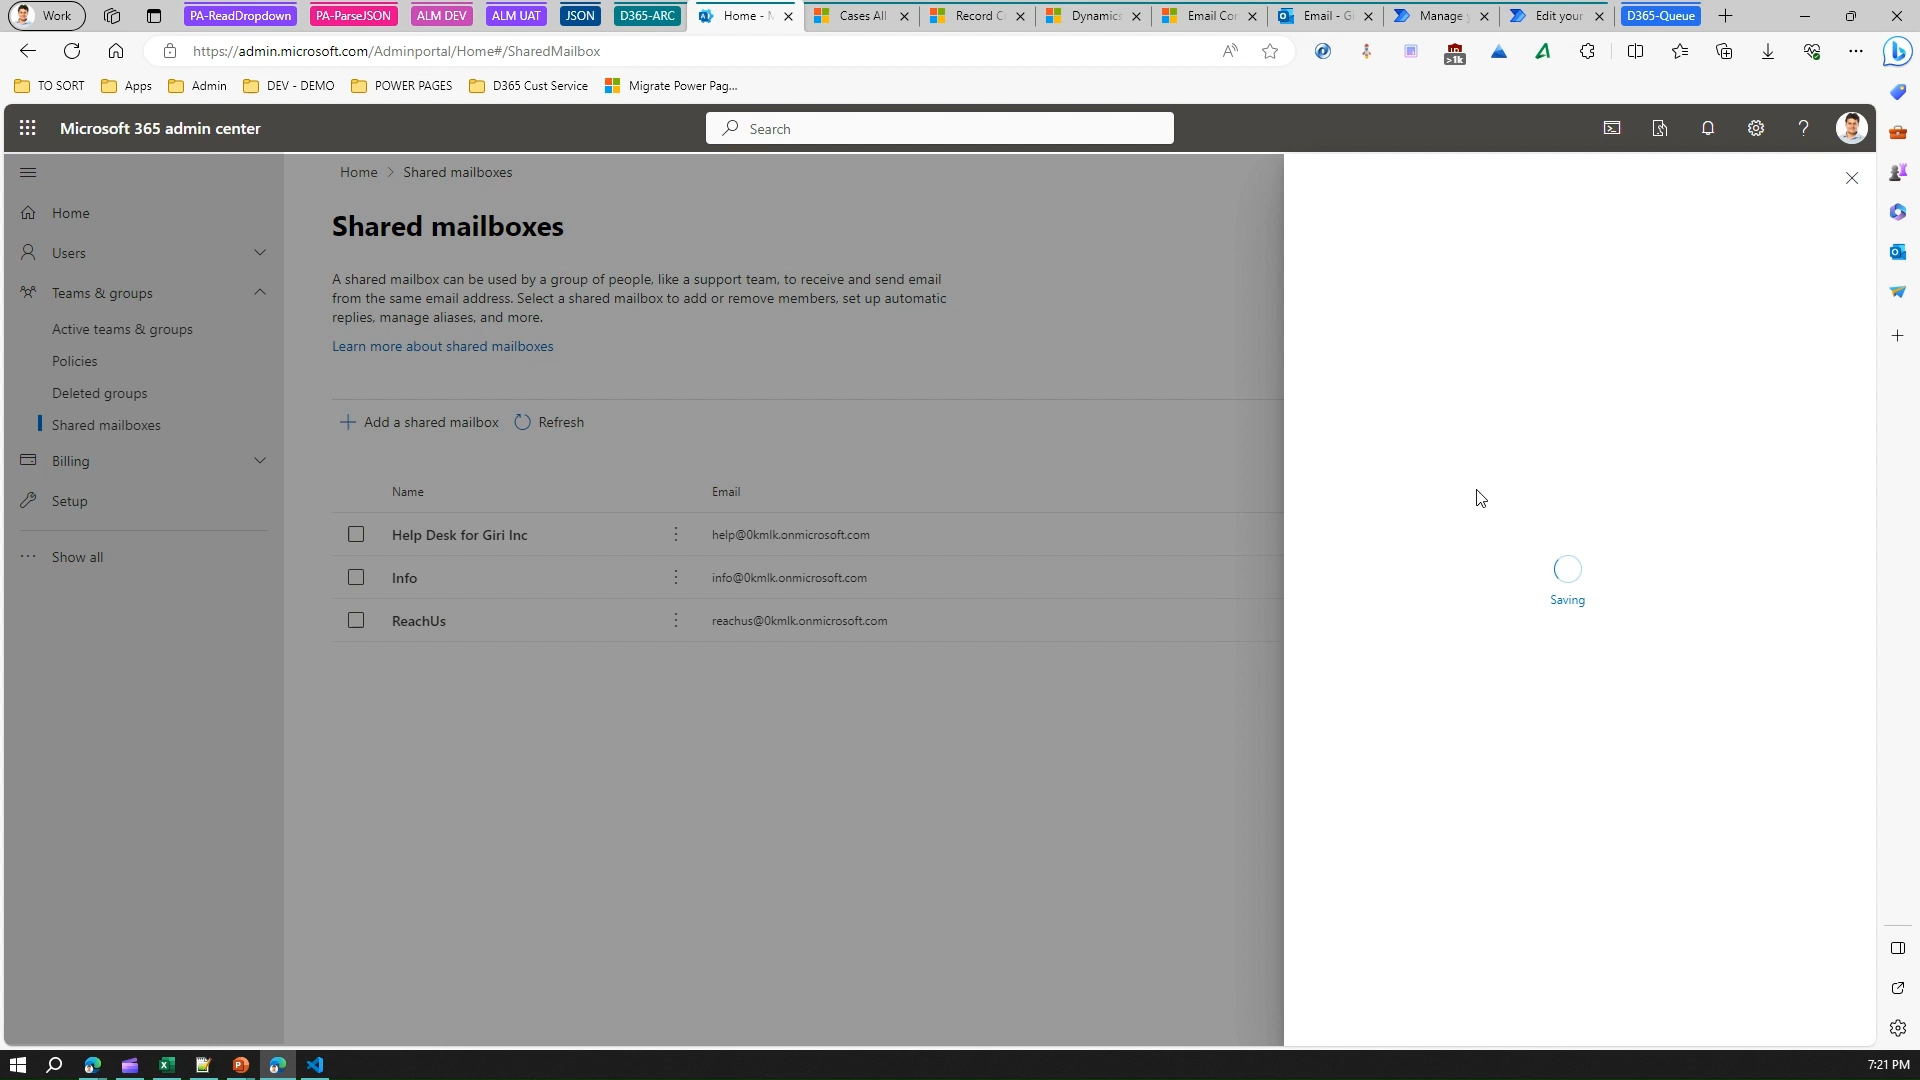 Work
PA-ReadDropdown
PA-ParseJSON
ALM DEV
ALM UAT
JSON
D365-ARC
Home - M
Cases All
Record C
Dynamics
Email Con
Email - Gi
Manage y
Edit your
D365-Queue
https://admin.microsoft.com/Adminportal/Home#/SharedMailbox
>1k
TO SORT
Apps
Admin
DEV - DEMO
POWER PAGES
D365 Cust Service
Migrate Power Pag...
Microsoft 365 admin center
Search
Home
Users
Teams & groups
Active teams & groups
Policies
Deleted groups
Shared mailboxes
Billing
Setup
Show all
Home > Shared mailboxes
Shared mailboxes
A shared mailbox can be used by a group of people, like a support team, to receive and send email
from the same email address. Select a shared mailbox to add or remove members, set up automatic
replies, manage aliases, and more.
Learn more about shared mailboxes
Add a shared mailbox
Refresh
Name Email
Help Desk for Giri Inc help@0kmlk.onmicrosoft.com
Info info@0kmlk.onmicrosoft.com
ReachUs reachus@0kmlk.onmicrosoft.com
Saving
7:21 PM